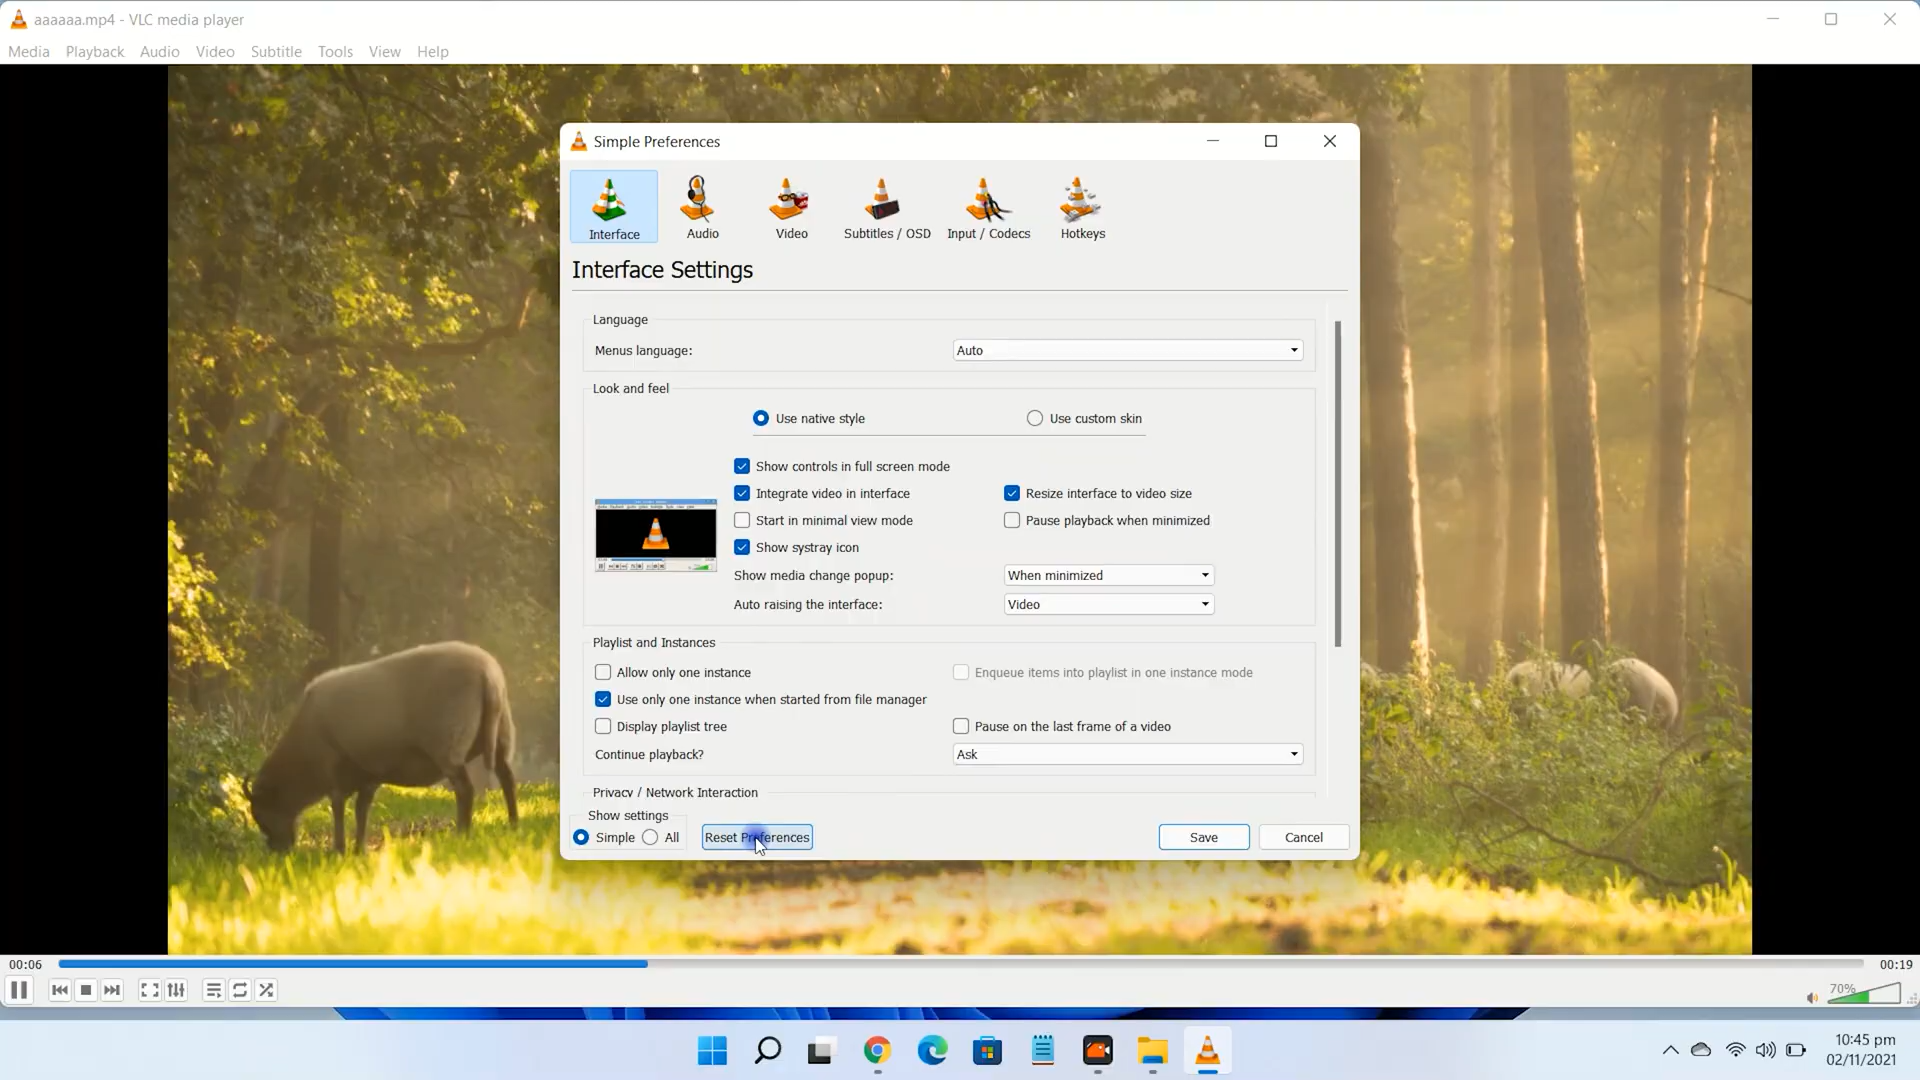 aaaaaa.mp4 - VLC media player
Media Playback Audio Video Subtitle Tools View Help
Simple Preferences
Interface Audio Video Subtitles / OSD Input / Codecs Hotkeys
Interface Settings
Language
Menus language: Auto
Look and feel
Use native style Use custom skin
Show controls in full screen mode
Integrate video in interface Resize interface to video size
Start in minimal view mode Pause playback when minimized
Show systray icon
Show media change popup: When minimized
Auto raising the interface: Video
Playlist and Instances
Allow only one instance Enqueue items into playlist in one instance mode
Use only one instance when started from file manager
Display playlist tree Pause on the last frame of a video
Continue playback? Ask
Privacy / Network Interaction
Show settings
Simple All Reset Preferences Save Cancel
00:06 00:19
70%
10:45 pm
02/11/2021